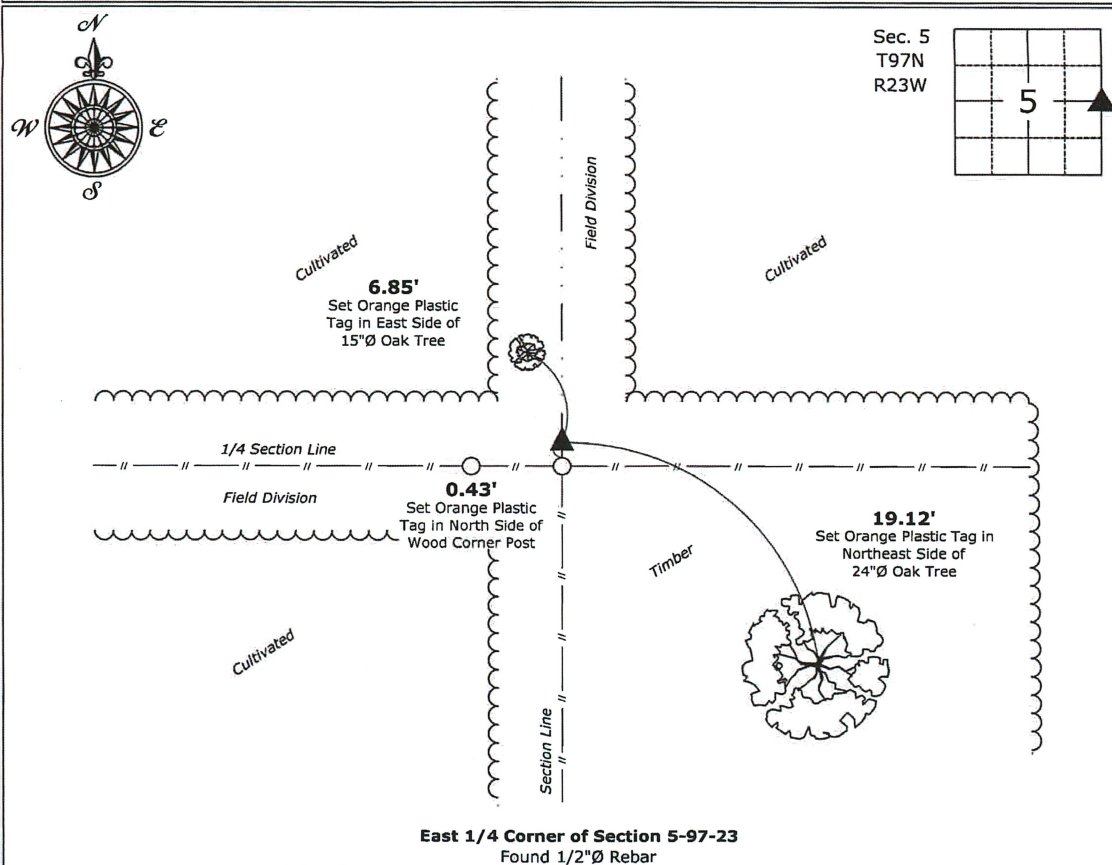 N
W
E
S
Sec. 5
T97N
R23W
5
Field Division
Cultivated
Cultivated
6.85'
Set Orange Plastic
Tag in East Side of
15"Ø Oak Tree
1/4 Section Line
Field Division
0.43'
Set Orange Plastic
Tag in North Side of
Wood Corner Post
19.12'
Set Orange Plastic Tag in
Northeast Side of
24"Ø Oak Tree
Timber
Cultivated
Section Line
East 1/4 Corner of Section 5-97-23
Found 1/2"Ø Rebar